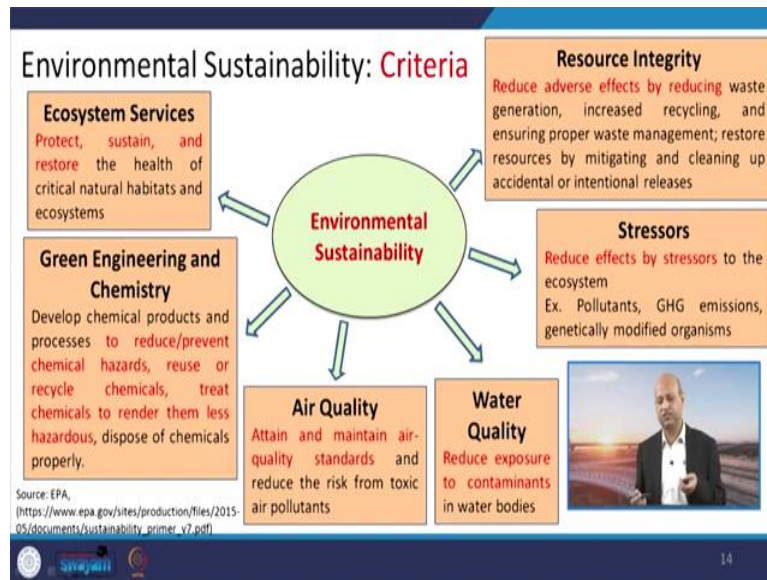 Environmental Sustainability: Criteria
Ecosystem Services
Protect, sustain, and
restore the health of
critical natural habitats and
ecosystems
Green Engineering and
Chemistry
Develop chemical products and
processes to reduce/prevent
chemical hazards, reuse or
recycle chemicals, treat
chemicals to render them less
hazardous, dispose of chemicals
properly.
Environmental
Sustainability
Resource Integrity
Reduce adverse effects by reducing waste
generation, increased recycling, and
ensuring proper waste management; restore
resources by mitigating and cleaning up
accidental or intentional releases
Stressors
Reduce effects by stressors to the
ecosystem
Ex. Pollutants, GHG emissions,
genetically modified organisms
Air Quality
Attain and maintain air-
quality standards and
reduce the risk from toxic
air pollutants
Water
Quality
Reduce exposure
to contaminants
in water bodies
Source: EPA,
(https://www.epa.gov/sites/production/files/2015-
05/documents/sustainability_primer_v7.pdf)
swayam
14